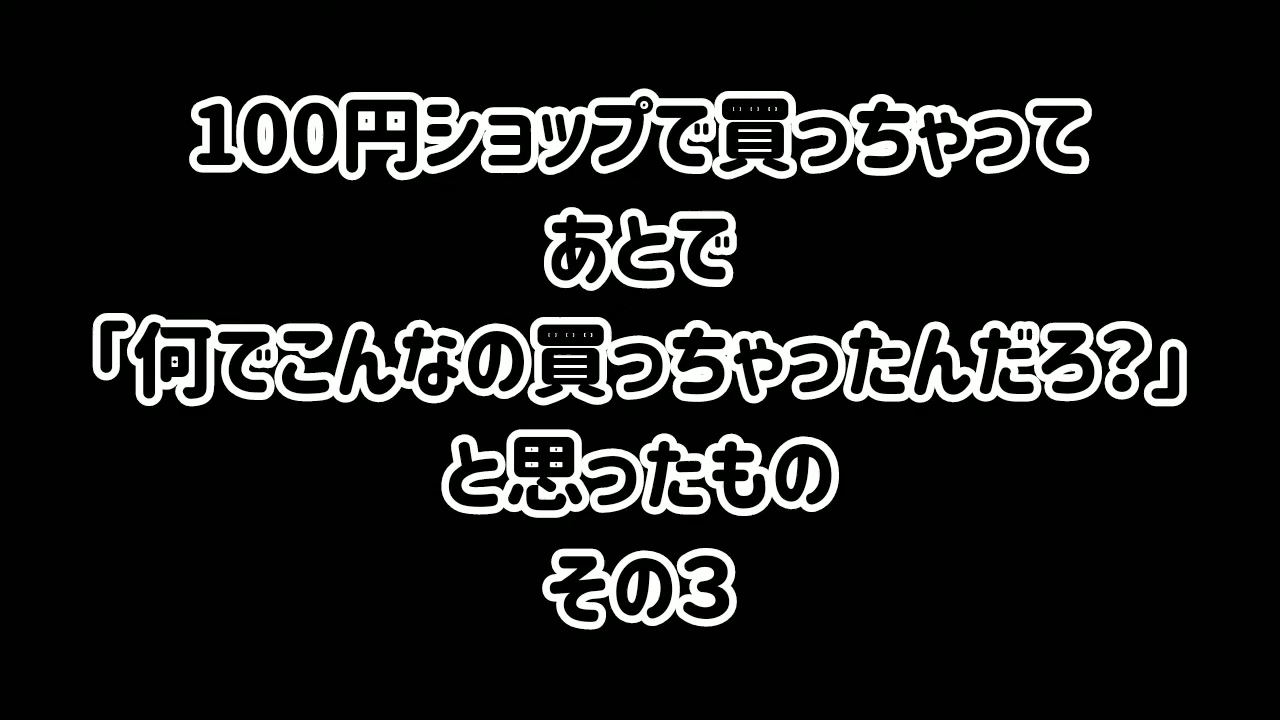 100円ショップで買っちゃって
あとで
「何でこんなの買っちゃったんだろ?」
と思ったもの
その3